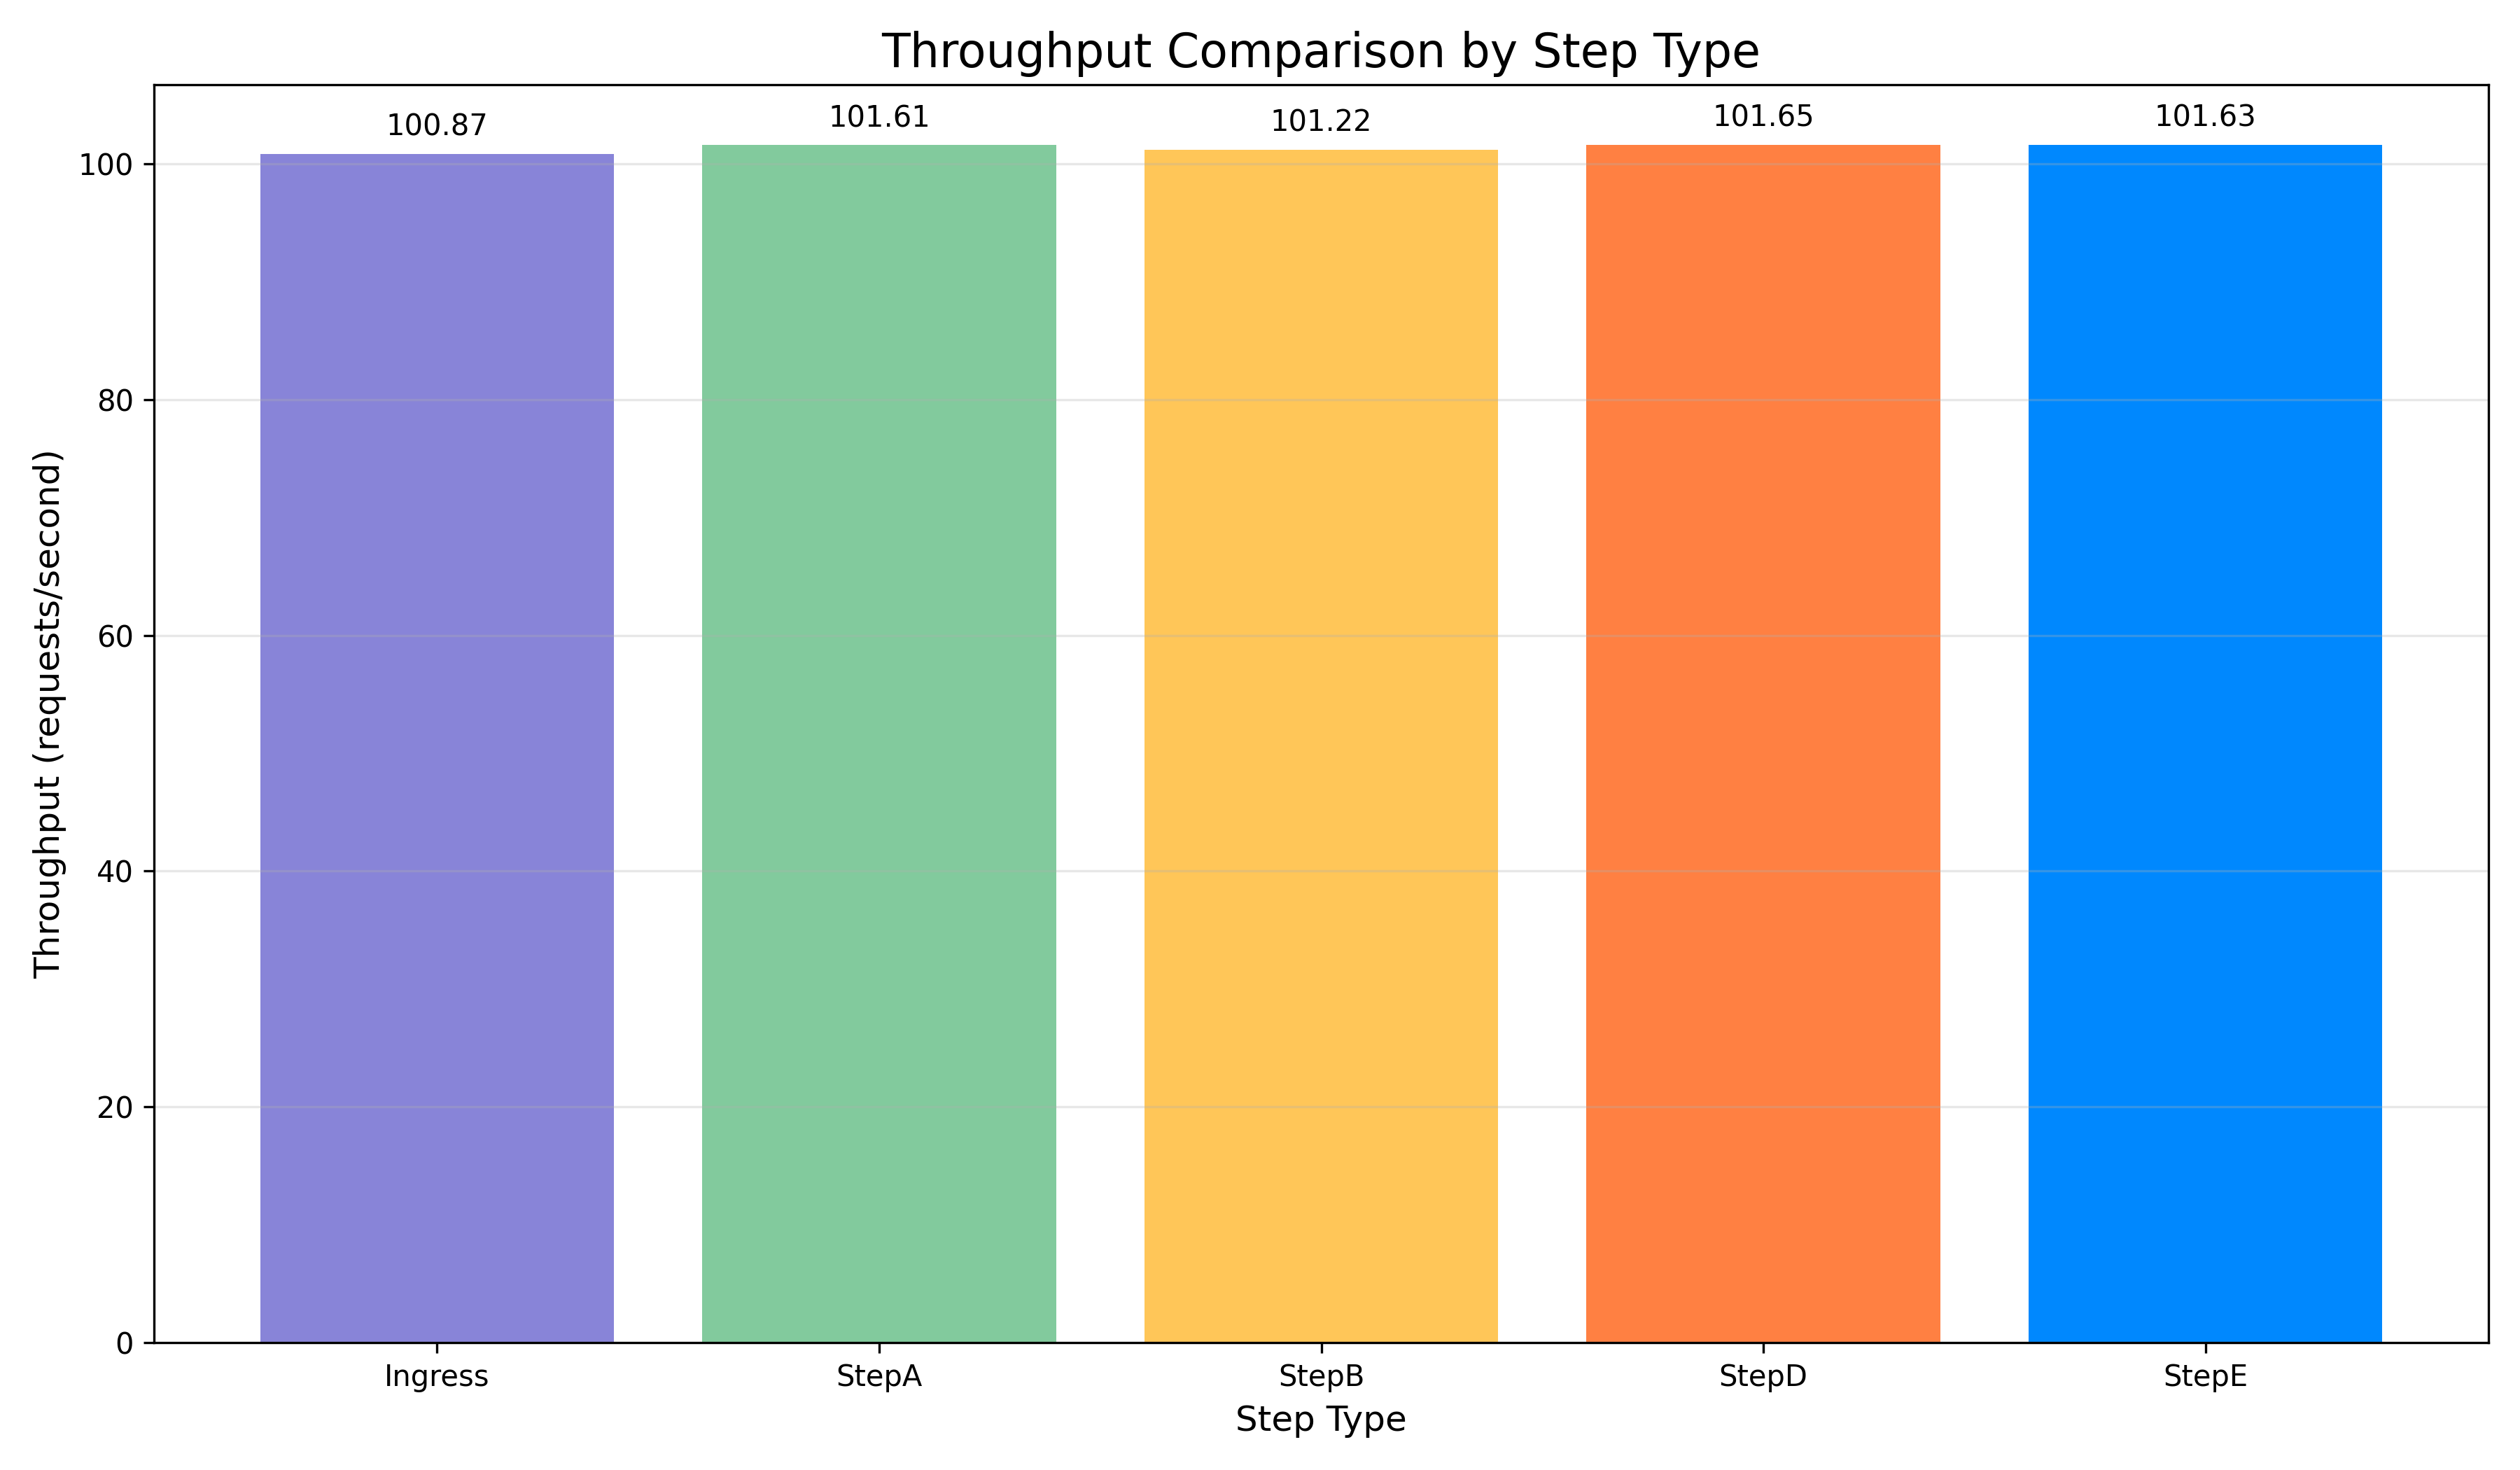 Throughput Comparison by Step Type
100.87
101.61
101.22
101.65
101.63
100
80
60
40
20
0
Throughput (requests/second)
Ingress
StepA
StepB
StepD
StepE
Step Type